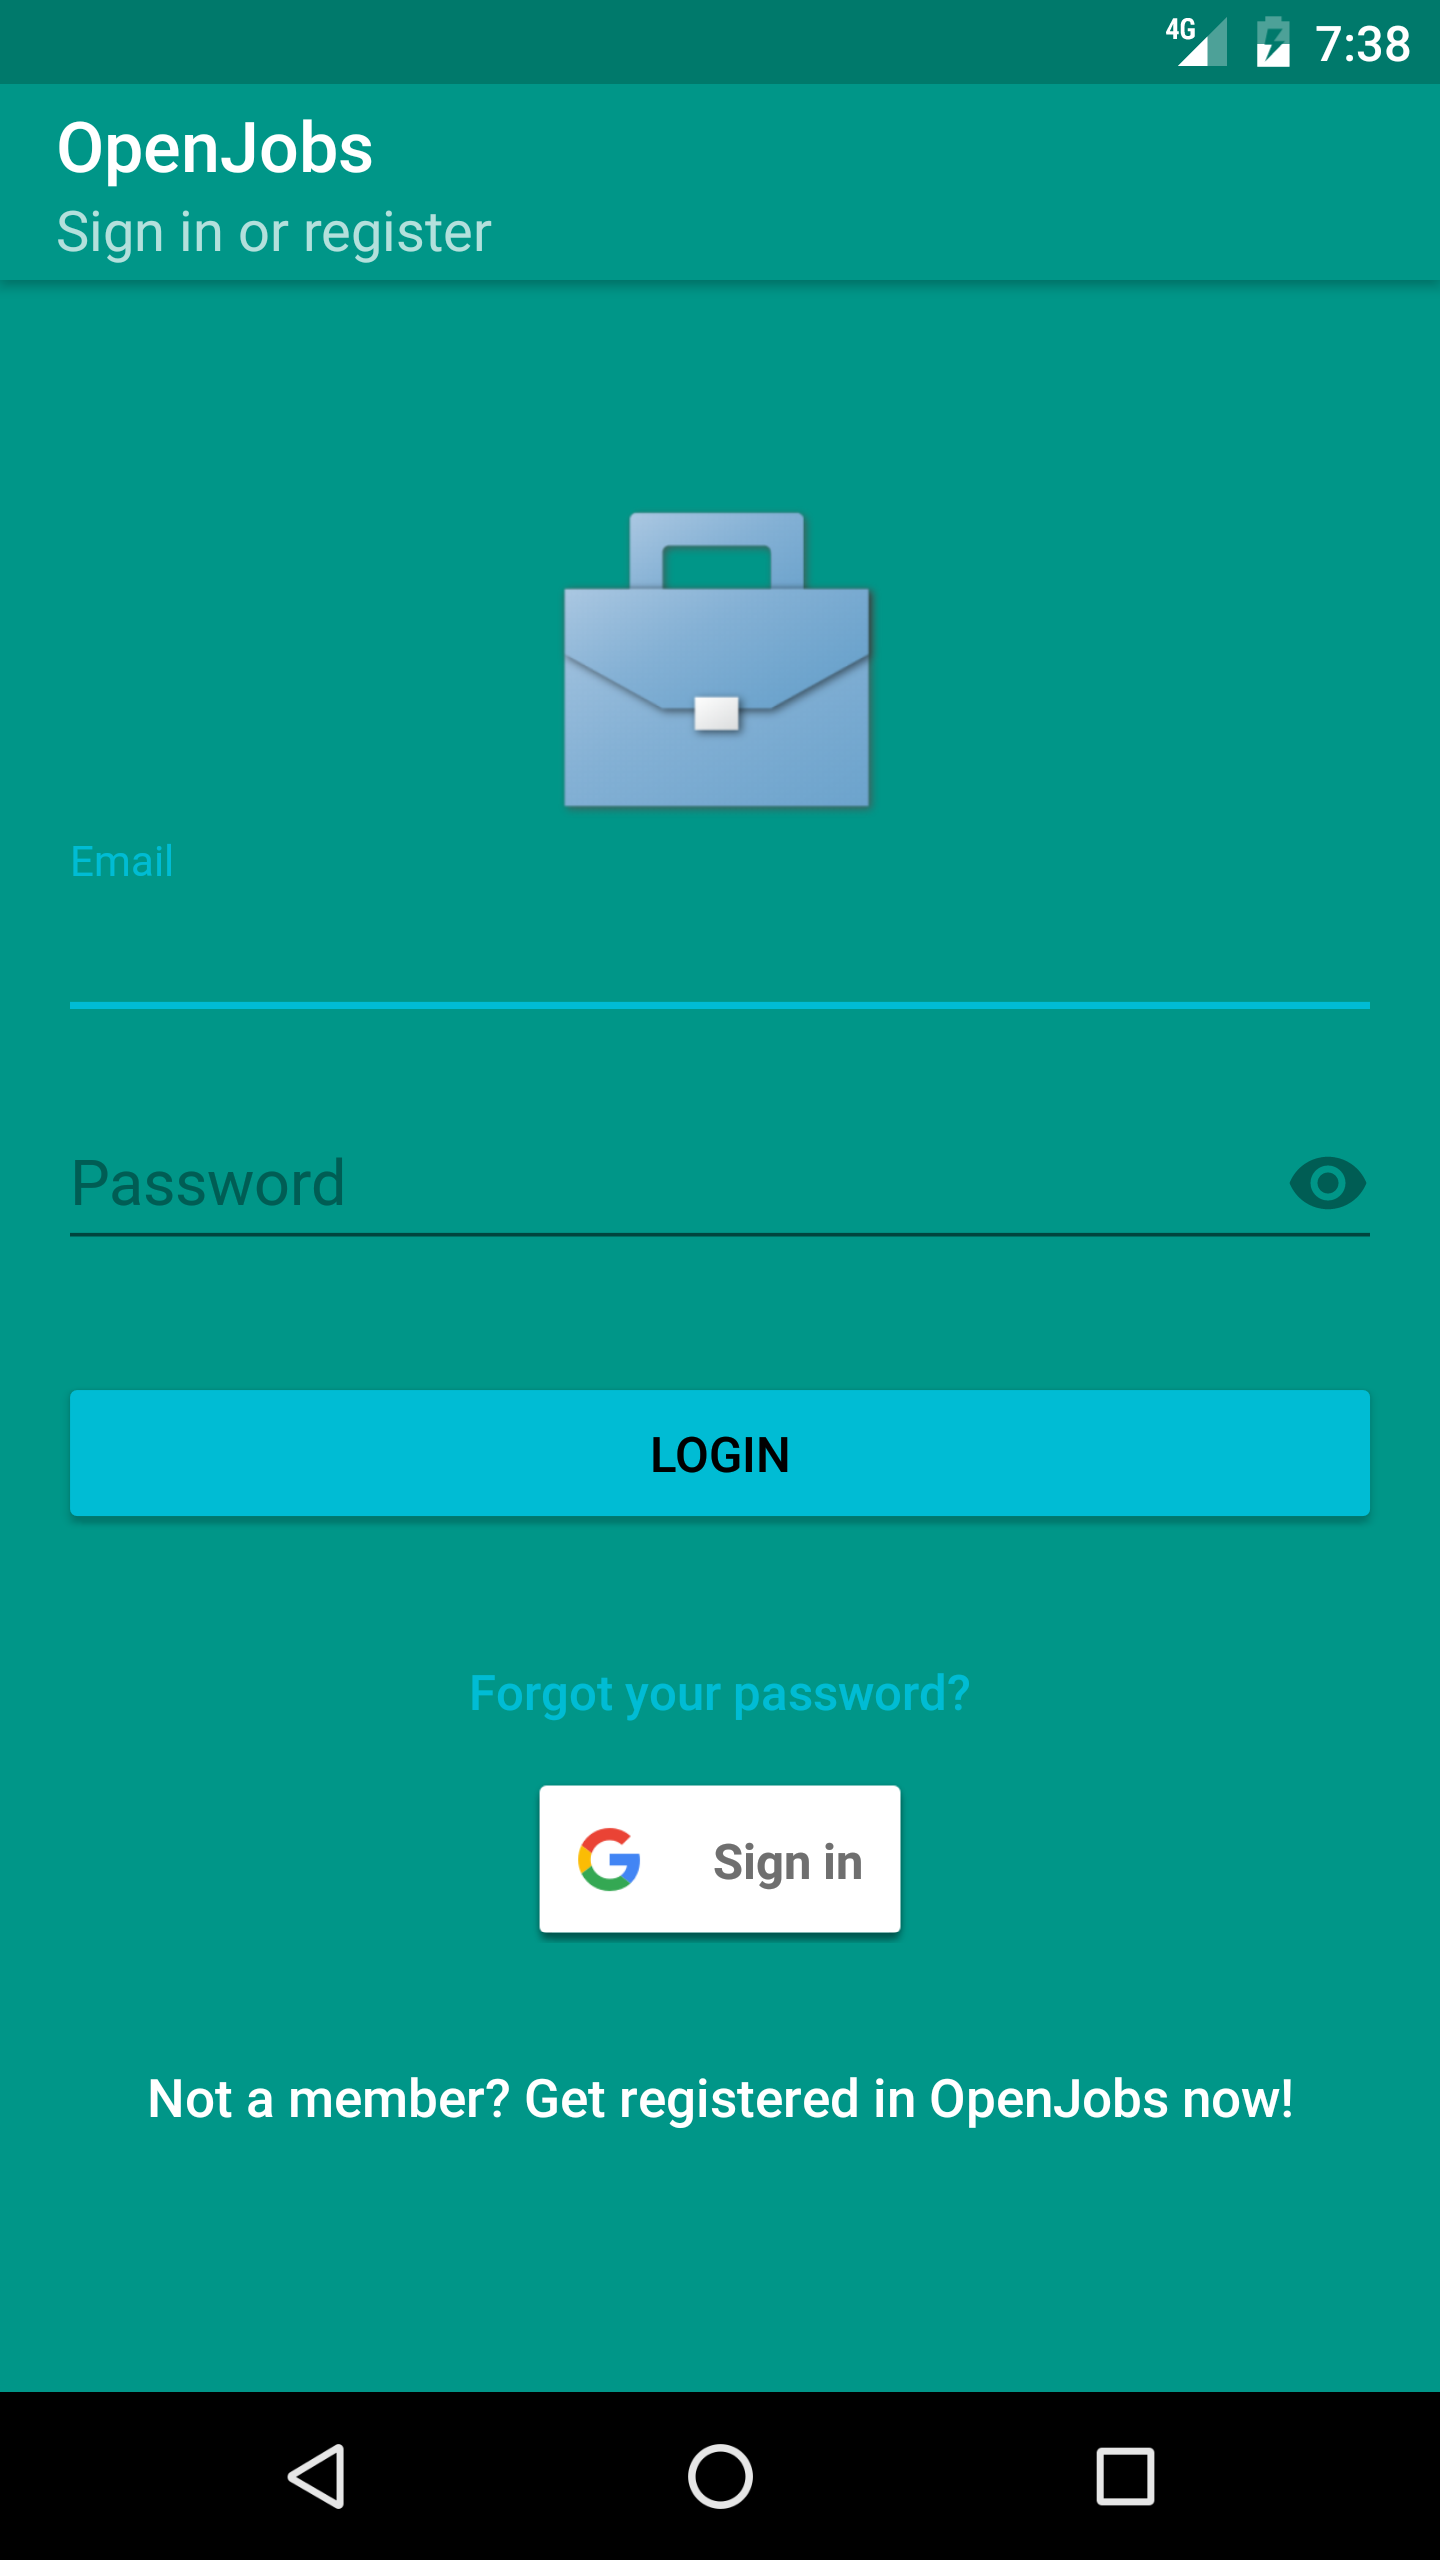 4G 7:38
OpenJobs
Sign in or register
Email
Password
LOGIN
Forgot your password?
Sign in
Not a member? Get registered in OpenJobs now!